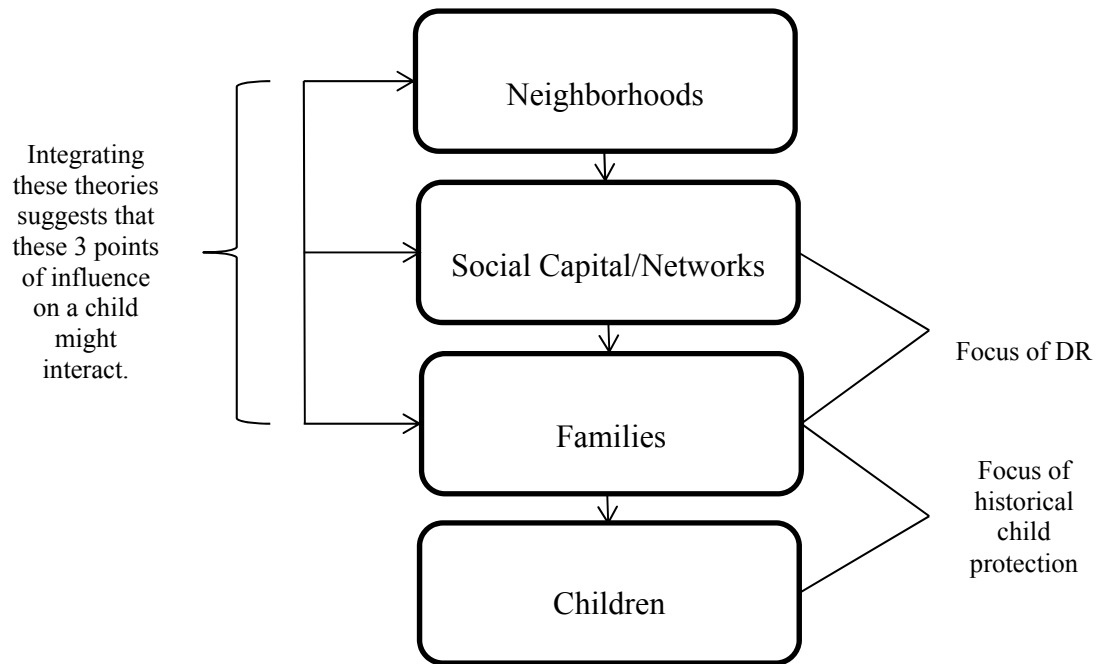 Neighborhoods
Integrating
these theories
suggests that
these 3 points
of influence
on a child
might
interact.
Social Capital/Networks
Focus of DR
Families
Focus of
historical
child
protection
Children